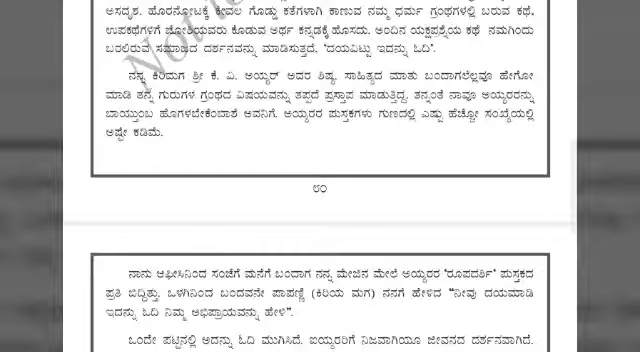 ಅಸದೃಶ. ಹೊರನೋಟಕ್ಕೆ ಕೇವಲ ಗೊಡ್ಡು ಕತೆಗಳಾಗಿ ಕಾಣುವ ನಮ್ಮ ಧರ್ಮ ಗ್ರಂಥಗಳಲ್ಲಿ ಬರುವ ಕಥೆ,
ಉಪಕಥೆಗಳಿಗೆ ಜೋಶಿಯವರು ಕೊಡುವ ಅರ್ಥ ಕನ್ನಡಕ್ಕೆ ಹೊಸದು. ಅಂದಿನ ಯಕ್ಷಪ್ರಶ್ನೆಯ ಕಥೆ ನಮಗಿಂದು
ಬರಲಿರುವ ಸಮಾಜದ ದರ್ಶನವನ್ನು ಮಾಡಿಸುತ್ತದೆ. 'ದಯವಿಟ್ಟು ಇದನ್ನು ಓದಿ'.
ನನ್ನ ಕಿರಿಮಗ ಶ್ರೀ ಕೆ. ವಿ. ಅಯ್ಯರ್ ಅವರ ಶಿಷ್ಯ. ಸಾಹಿತ್ಯದ ಮಾತು ಬಂದಾಗಲೆಲ್ಲವೂ ಹೇಗೋ
ಮಾಡಿ ತನ್ನ ಗುರುಗಳ ಗ್ರಂಥದ ವಿಷಯವನ್ನು ತಪ್ಪದೆ ಪ್ರಸ್ತಾಪ ಮಾಡುತ್ತಿದ್ದ. ತನ್ನಂತೆ ನಾವೂ ಅಯ್ಯರರನ್ನು
ಬಾಯ್ತುಂಬ ಹೊಗಳಬೇಕೆಂಬಾಶೆ ಅವನಿಗೆ. ಅಯ್ಯರರ ಪುಸ್ತಕಗಳು ಗುಣದಲ್ಲಿ ಎಷ್ಟು ಹೆಚ್ಚೋ ಸಂಖ್ಯೆಯಲ್ಲಿ
ಅಷ್ಟೇ ಕಡಿಮೆ.
೮೦
ನಾನು ಆಫೀಸಿನಿಂದ ಸಂಚೆಗೆ ಮನೆಗೆ ಬಂದಾಗ ನನ್ನ ಮೇಜಿನ ಮೇಲೆ ಅಯ್ಯರರ 'ರೂಪದರ್ಶಿ' ಪುಸ್ತಕದ
ಪ್ರತಿ ಬಿದ್ದಿತ್ತು. ಒಳಗಿನಿಂದ ಬಂದವನೇ ಪಾಪಣ್ಣಿ (ಕಿರಿಯ ಮಗ) ನನಗೆ ಹೇಳಿದ "ನೀವು ದಯಮಾಡಿ
ಇದನ್ನು ಓದಿ ನಿಮ್ಮ ಅಭಿಪ್ರಾಯವನ್ನು ಹೇಳಿ".
ಒಂದೇ ಪಟ್ಟಿನಲ್ಲಿ ಅದನ್ನು ಓದಿ ಮುಗಿಸಿದೆ. ಐಯ್ಯರರಿಗೆ ನಿಜವಾಗಿಯೂ ಜೀವನದ ದರ್ಶನವಾಗಿದೆ.